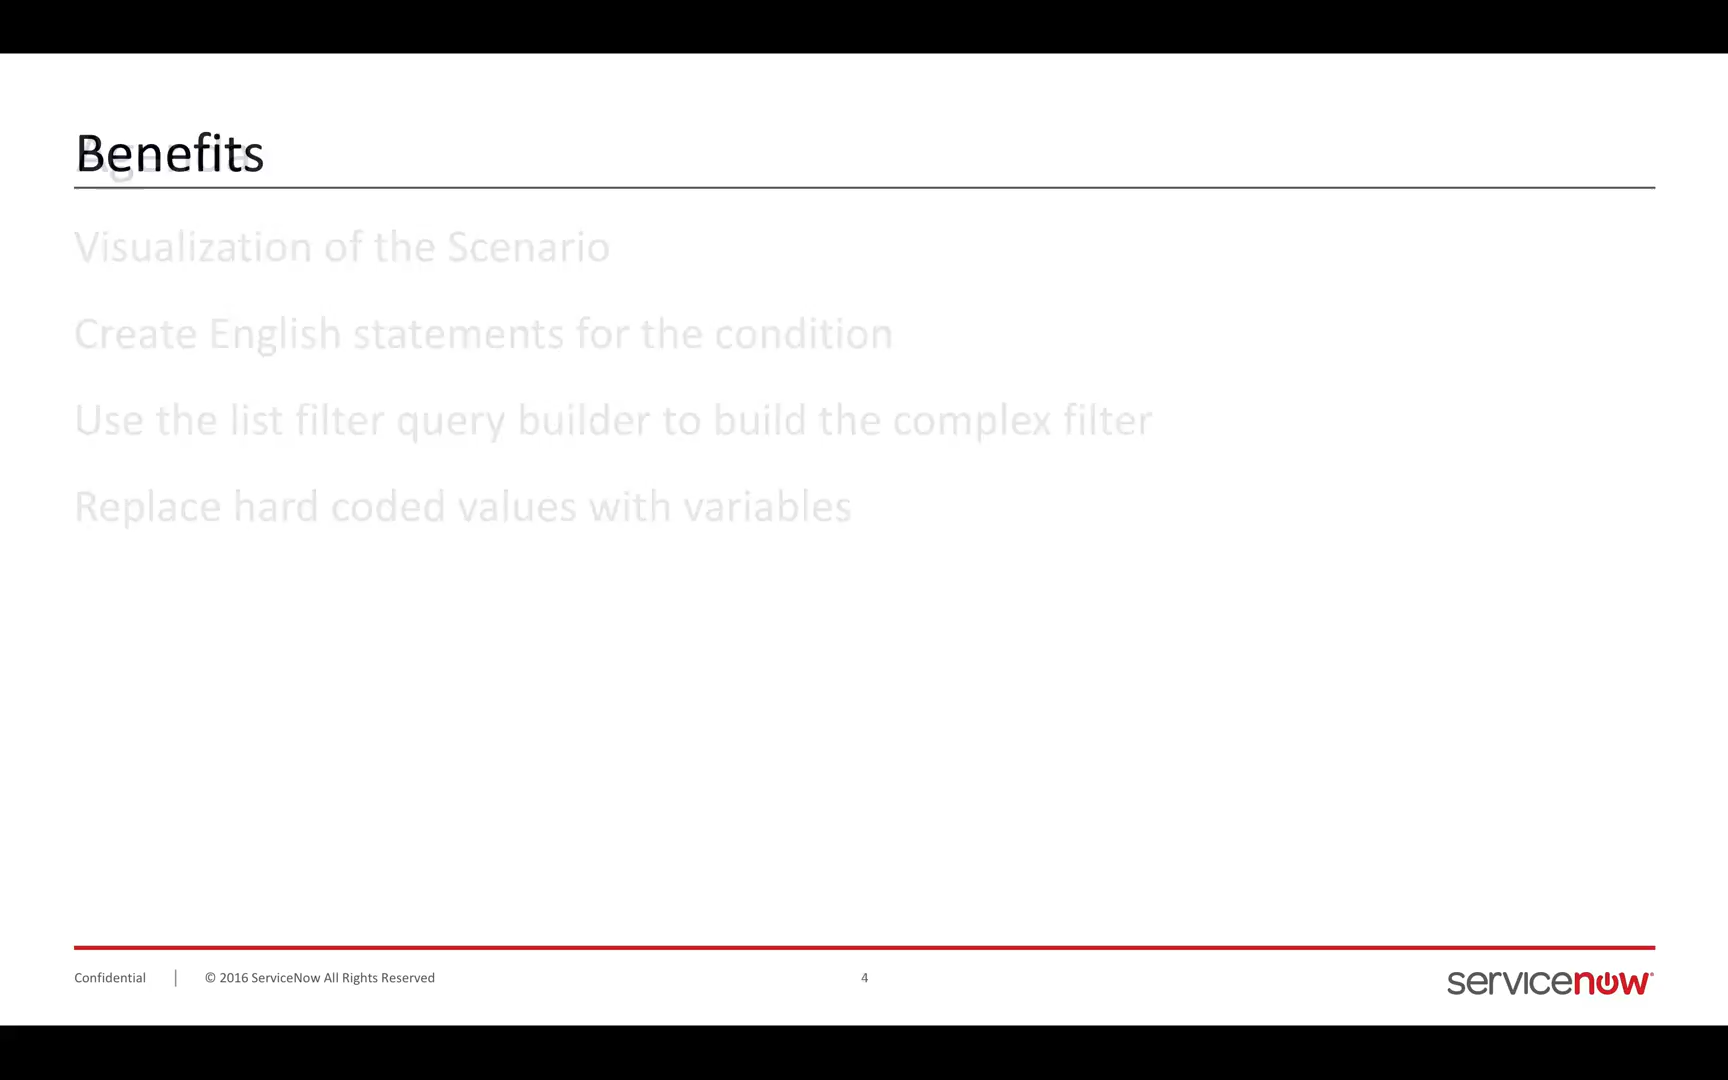 Benefits
Visualization of the Scenario
Create English statements for the condition
Use the list filter query builder to build the complex filter
Replace hard coded values with variables
Confidential | © 2016 ServiceNow All Rights Reserved
4
servicenow